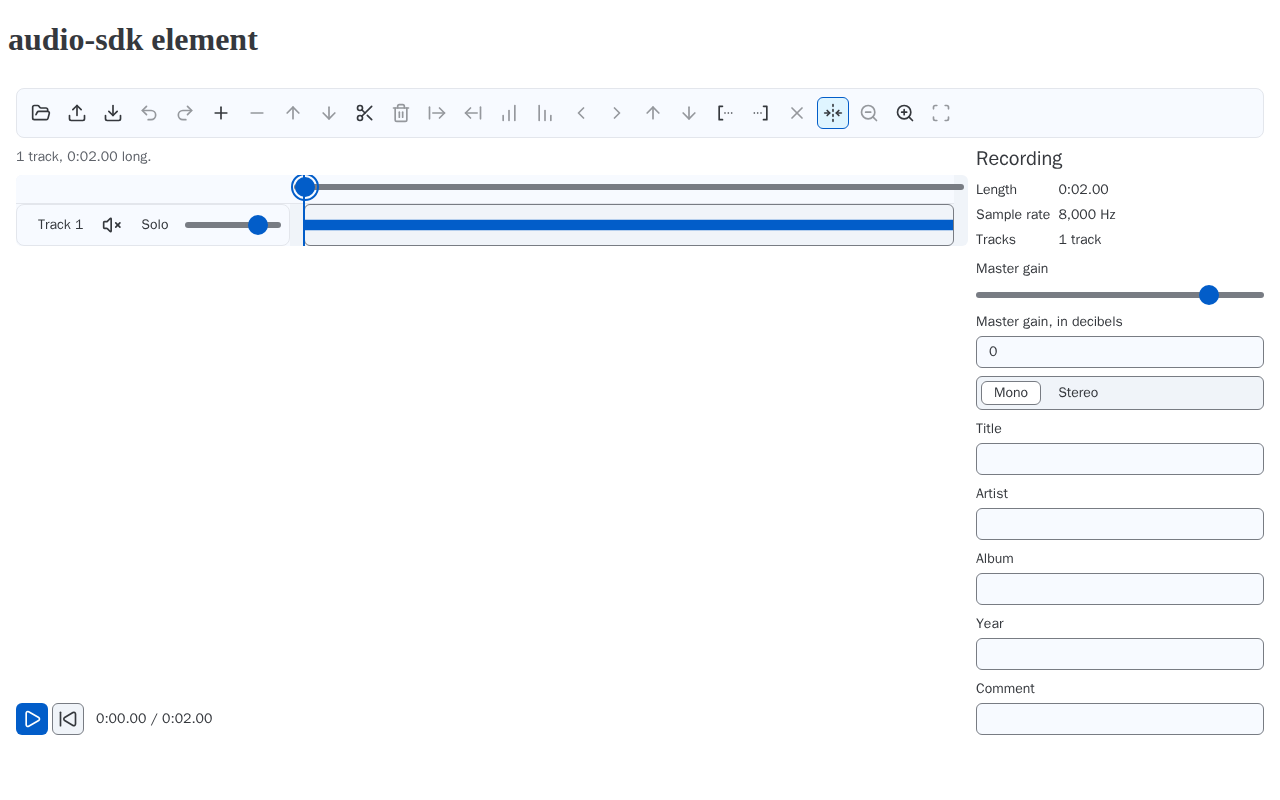 audio-sdk element
1 track, 0:02.00 long.
Track 1 Solo
0:00.00 / 0:02.00
Recording
Length 0:02.00
Sample rate 8,000 Hz
Tracks 1 track
Master gain
Master gain, in decibels
0
Mono Stereo
Title
Artist
Album
Year
Comment